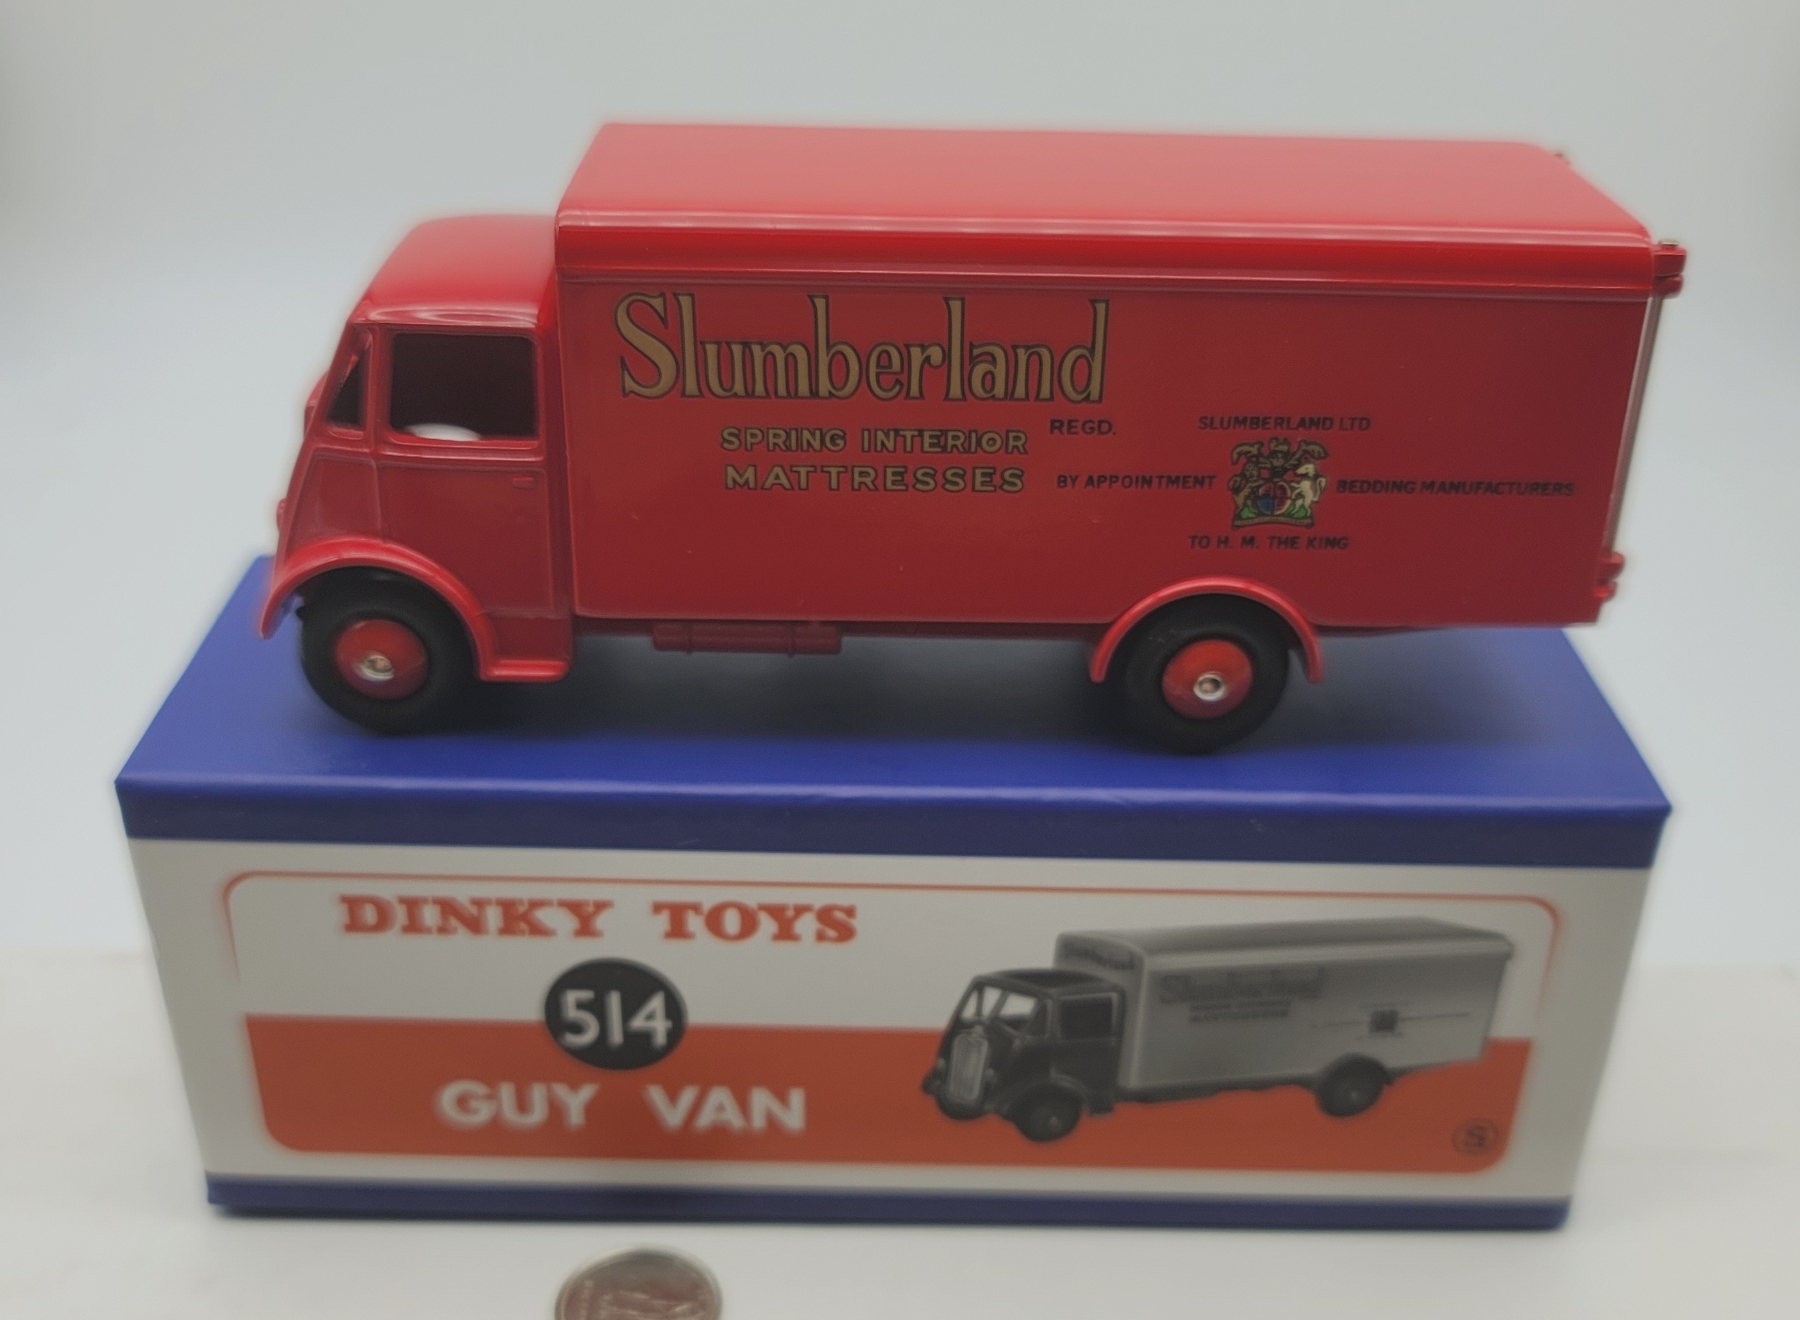 Slumberland
SPRING INTERIOR
MATTRESSES
REGD.
SLUMBERLAND LTD
BY APPOINTMENT
BEDDING MANUFACTURERS
TO H. M. THE KING
DINKY TOYS
514
GUY VAN
Slumberland